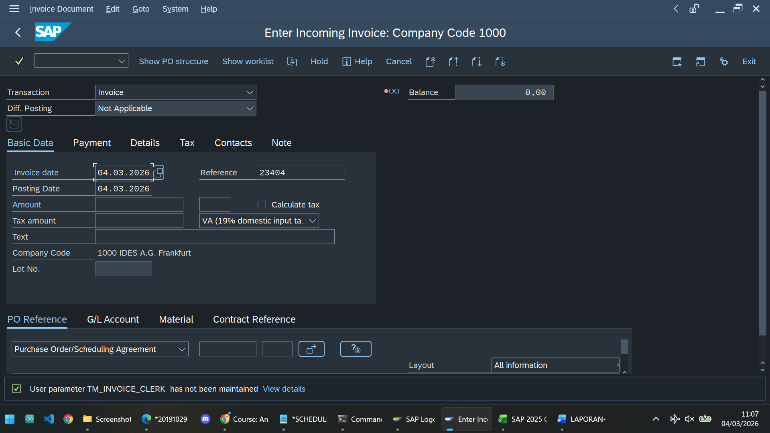 Invoice Document Edit Goto System Help
SAP Enter Incoming Invoice: Company Code 1000
Show PO structure Show worklist Hold Help Cancel Exit
Transaction Invoice Balance 0,00
Diff. Posting Not Applicable
Basic Data Payment Details Tax Contacts Note
Invoice date 04.03.2026 Reference 23404
Posting Date 04.03.2026
Amount Calculate tax
Tax amount VA (19% domestic input ta.
Text
Company Code 1000 IDES A.G. Frankfurt
Lot No.
PO Reference G/L Account Material Contract Reference
Purchase Order/Scheduling Agreement
Layout All information
User parameter TM_INVOICE_CLERK has not been maintained View details
Screenshot *20191029 Course: An *SCHEDUL Comman SAP Logo Enter Inc SAP 2025 LAPORAN- 11:07
04/03/2026